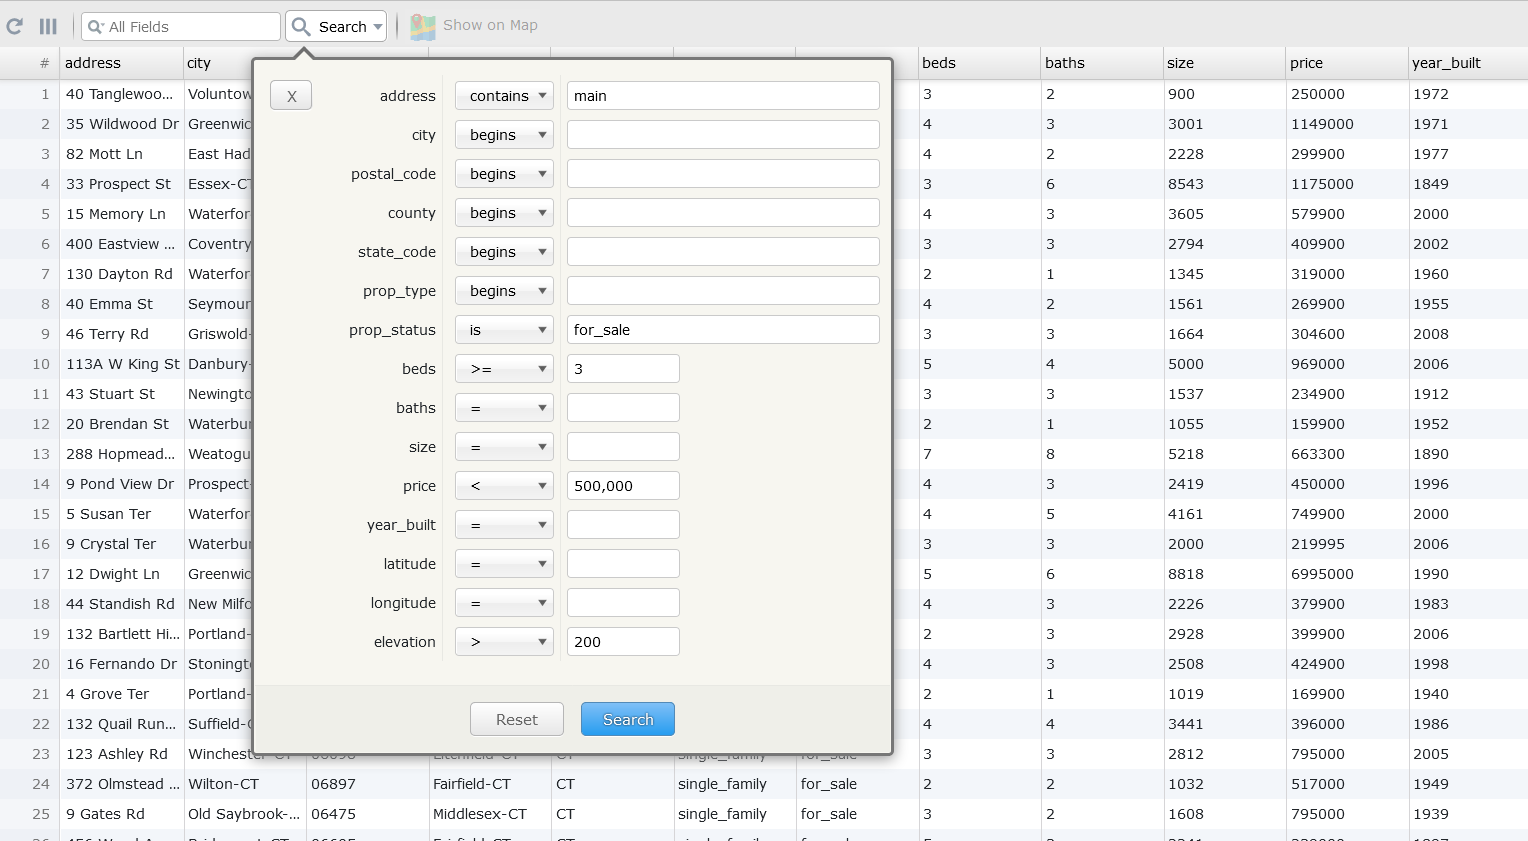 All Fields Search Show on Map
# address city beds baths size price year_built
X address contains main
city begins
postal_code begins
county begins
state_code begins
prop_type begins
prop_status is for_sale
beds >= 3
baths =
size =
price < 500,000
year_built =
latitude =
longitude =
elevation > 200
Reset Search
1 40 Tanglewoo... Voluntow 3 2 900 250000 1972
2 35 Wildwood Dr Greenwic 4 3 3001 1149000 1971
3 82 Mott Ln East Had 4 2 2228 299900 1977
4 33 Prospect St Essex-CT 3 6 8543 1175000 1849
5 15 Memory Ln Waterfor 4 3 3605 579900 2000
6 400 Eastview ... Coventry 3 3 2794 409900 2002
7 130 Dayton Rd Waterfor 2 1 1345 319000 1960
8 40 Emma St Seymour 4 2 1561 269900 1955
9 46 Terry Rd Griswold- 3 3 1664 304600 2008
10 113A W King St Danbury- 5 4 5000 969000 2006
11 43 Stuart St Newingto 3 3 1537 234900 1912
12 20 Brendan St Waterbur 2 1 1055 159900 1952
13 288 Hopmead... Weatogu 7 8 5218 663300 1890
14 9 Pond View Dr Prospect- 4 3 2419 450000 1996
15 5 Susan Ter Waterfor 4 5 4161 749900 2000
16 9 Crystal Ter Waterbur 3 3 2000 219995 2006
17 12 Dwight Ln Greenwic 5 6 8818 6995000 1990
18 44 Standish Rd New Milfo 4 3 2226 379900 1983
19 132 Bartlett Hi... Portland- 2 3 2928 399900 2006
20 16 Fernando Dr Stoningt 4 3 2508 424900 1998
21 4 Grove Ter Portland- 2 1 1019 169900 1940
22 132 Quail Run... Suffield-C 4 4 3441 396000 1986
23 123 Ashley Rd Winchester-CT 06098 Litchfield-CT CT single_family for_sale 3 3 2812 795000 2005
24 372 Olmstead ... Wilton-CT 06897 Fairfield-CT CT single_family for_sale 2 2 1032 517000 1949
25 9 Gates Rd Old Saybrook-... 06475 Middlesex-CT CT single_family for_sale 3 2 1608 795000 1939